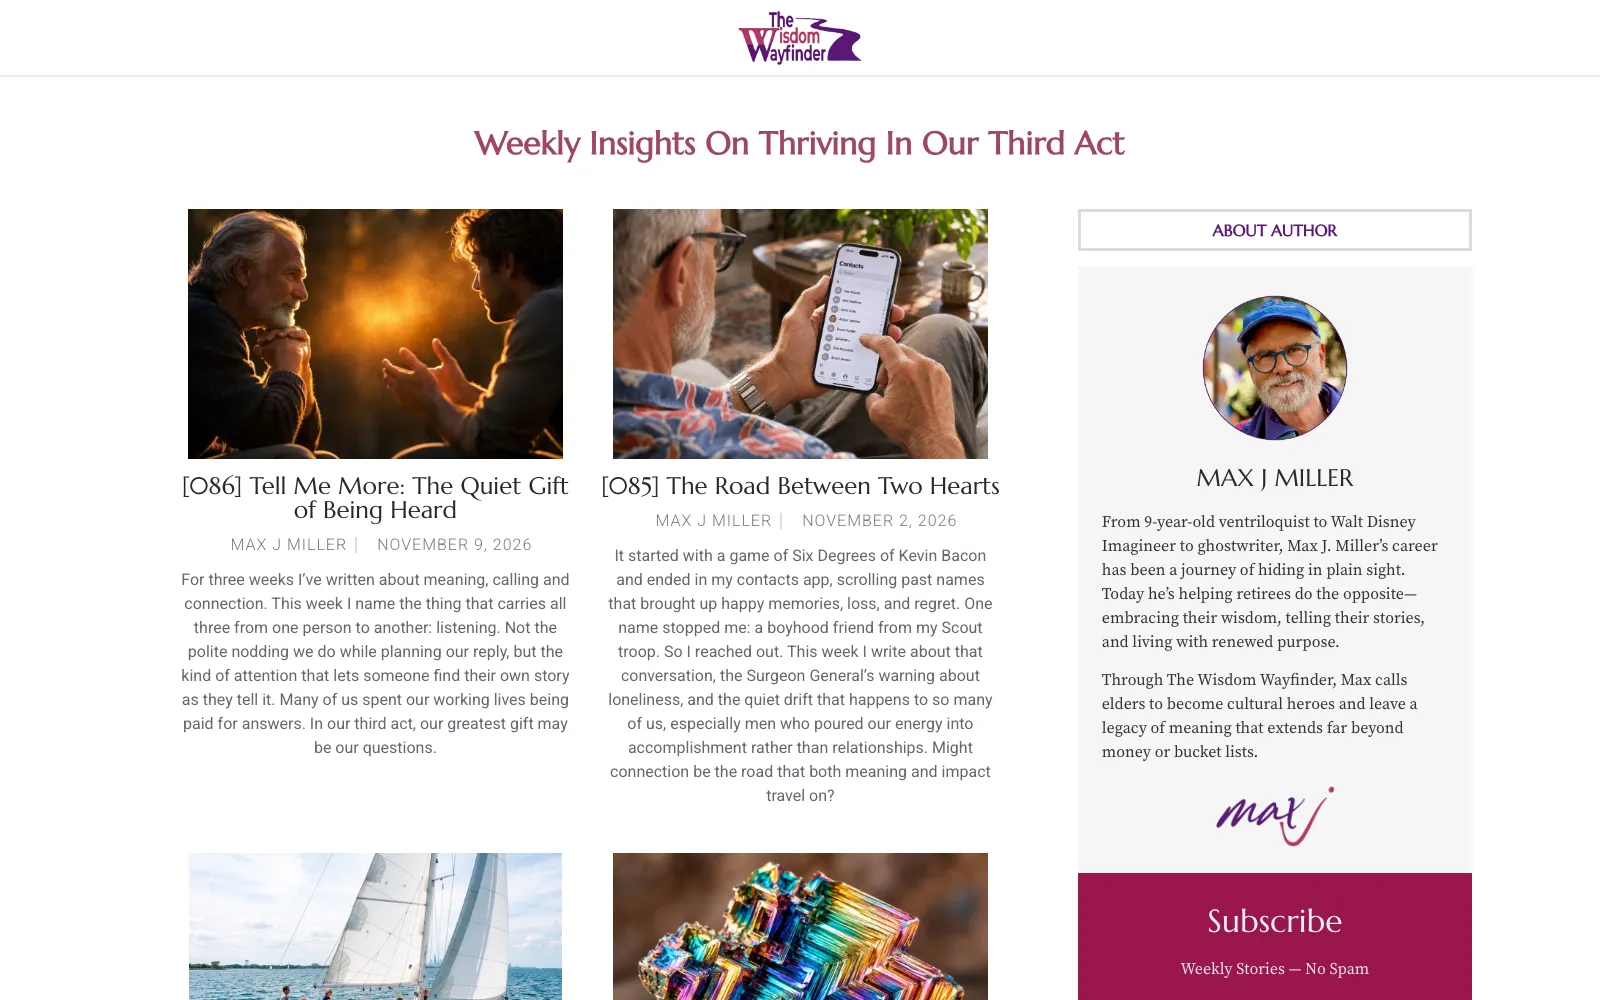 The
Wisdom
Wayfinder
Weekly Insights On Thriving In Our Third Act
[086] Tell Me More: The Quiet Gift
of Being Heard
MAX J MILLER | NOVEMBER 9, 2026
For three weeks I’ve written about meaning, calling and
connection. This week I name the thing that carries all
three from one person to another: listening. Not the
polite nodding we do while planning our reply, but the
kind of attention that lets someone find their own story
as they tell it. Many of us spent our working lives being
paid for answers. In our third act, our greatest gift may
be our questions.
Contacts
[085] The Road Between Two Hearts
MAX J MILLER | NOVEMBER 2, 2026
It started with a game of Six Degrees of Kevin Bacon
and ended in my contacts app, scrolling past names
that brought up happy memories, loss, and regret. One
name stopped me: a boyhood friend from my Scout
troop. So I reached out. This week I write about that
conversation, the Surgeon General’s warning about
loneliness, and the quiet drift that happens to so many
of us, especially men who poured our energy into
accomplishment rather than relationships. Might
connection be the road that both meaning and impact
travel on?
ABOUT AUTHOR
MAX J MILLER
From 9-year-old ventriloquist to Walt Disney
Imagineer to ghostwriter, Max J. Miller’s career
has been a journey of hiding in plain sight.
Today he’s helping retirees do the opposite—
embracing their wisdom, telling their stories,
and living with renewed purpose.
Through The Wisdom Wayfinder, Max calls
elders to become cultural heroes and leave a
legacy of meaning that extends far beyond
money or bucket lists.
max j
Subscribe
Weekly Stories — No Spam